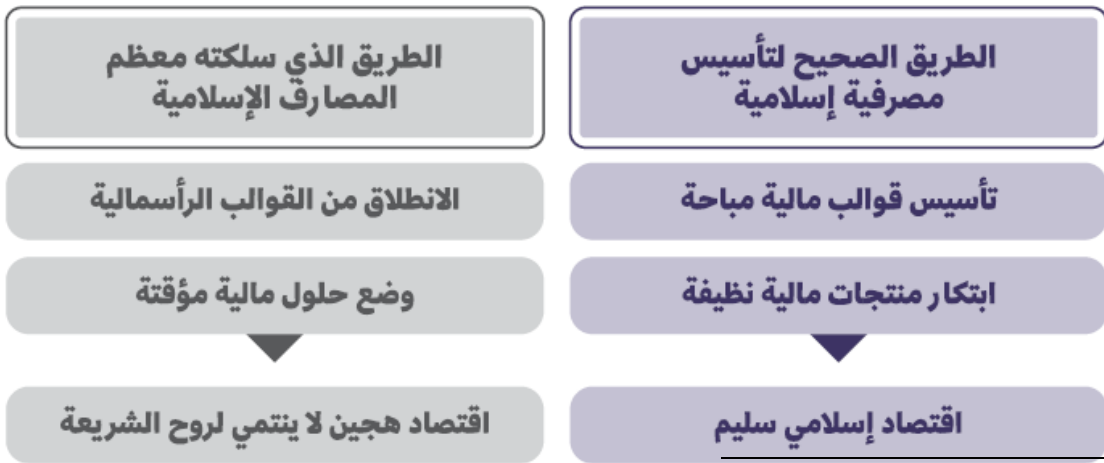 الطريق الصحيح لتأسيس
مصرفية إسلامية
تأسيس قوالب مالية مباحة
ابتكار منتجات مالية نظيفة
اقتصاد إسلامي سليم
الطريق الذي سلكته معظم
المصارف الإسلامية
الانطلاق من القوالب الرأسمالية
وضع حلول مالية مؤقتة
اقتصاد هجين لا ينتمي لروح الشريعة